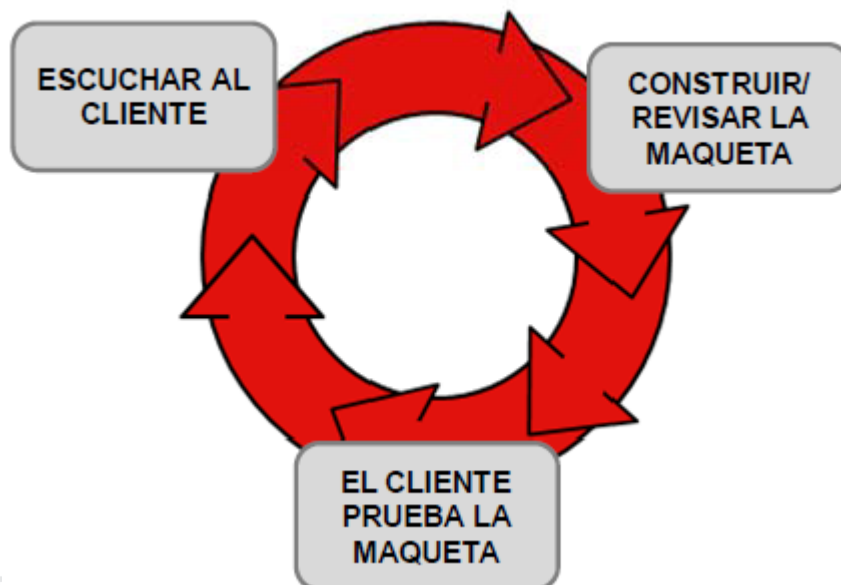 ESCUCHAR AL
CLIENTE
CONSTRUIR/
REVISAR LA
MAQUETA
EL CLIENTE
PRUEBA LA
MAQUETA